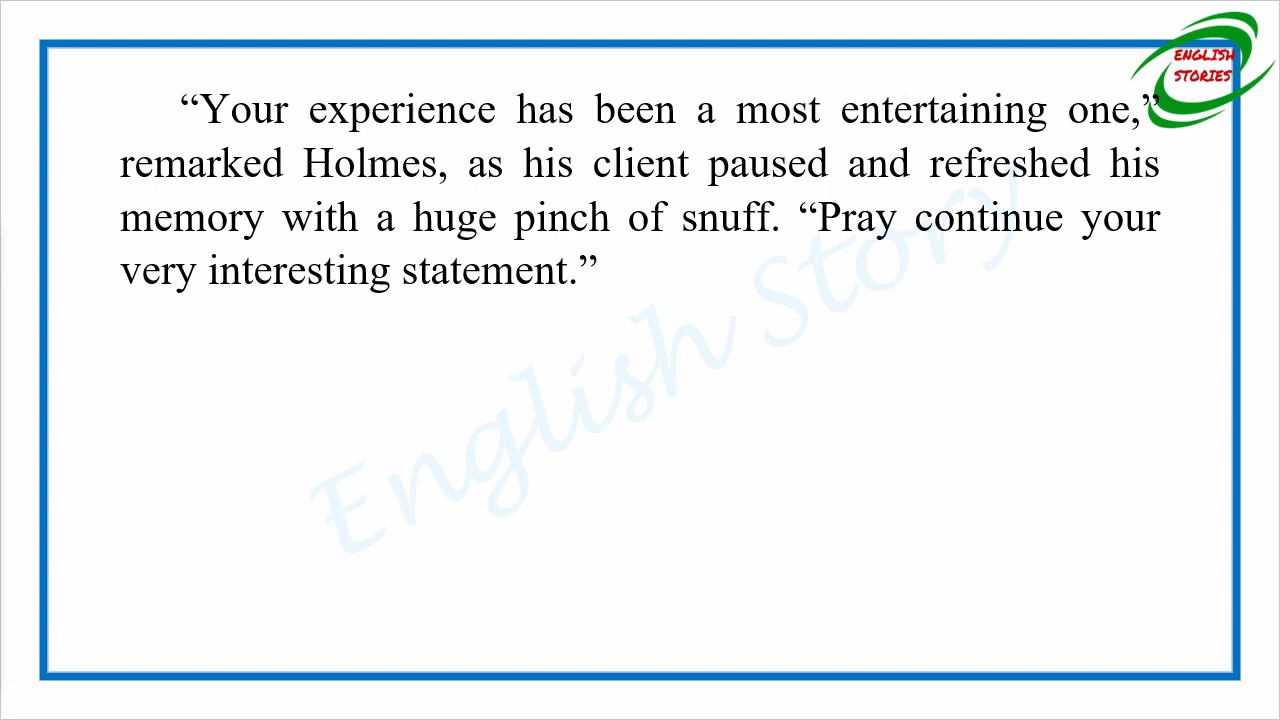 ENGLISH
STORIES
“Your experience has been a most entertaining one,”
remarked Holmes, as his client paused and refreshed his
memory with a huge pinch of snuff. “Pray continue your
very interesting statement.”
English Story